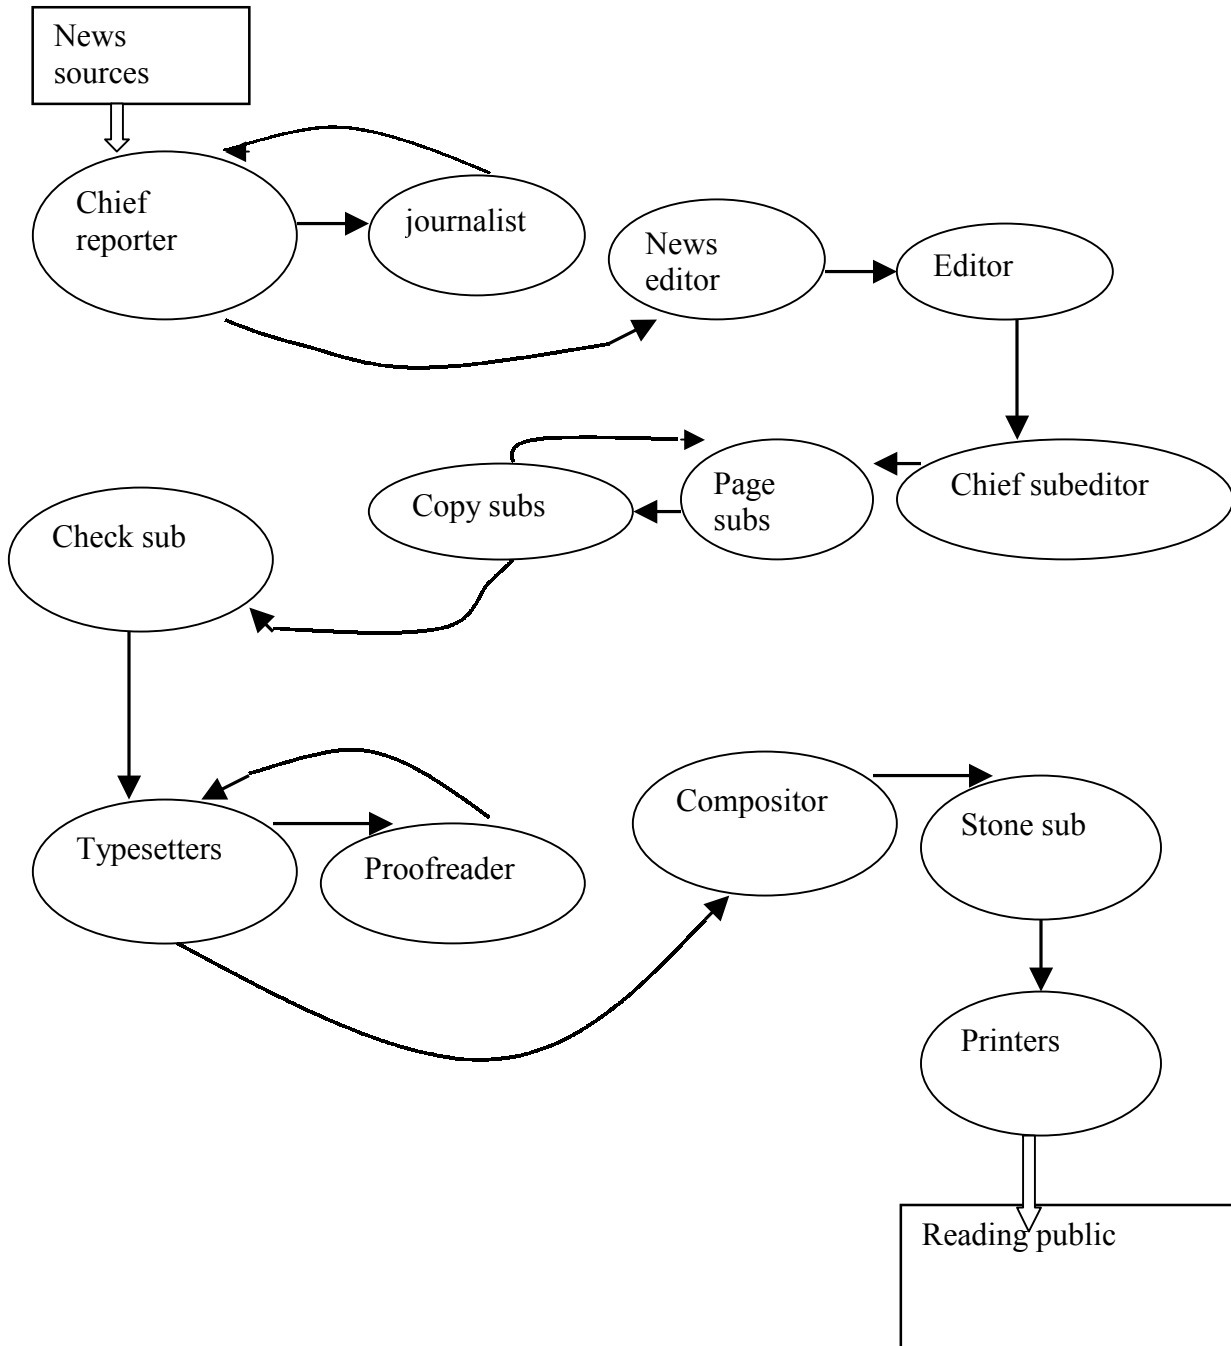 News
sources
Chief
reporter
journalist
News
editor
Editor
Chief subeditor
Page
subs
Copy subs
Check sub
Typesetters
Proofreader
Compositor
Stone sub
Printers
Reading public